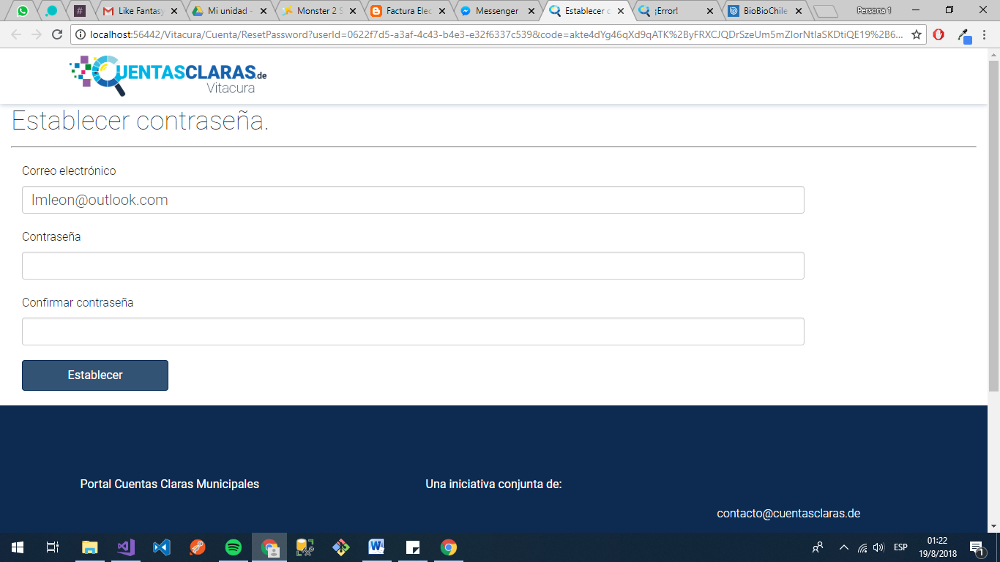 Like Fantasy
Mi unidad -
Monster 2 S
Factura Elec
Messenger
Establecer c
¡Error!
BioBioChile
Persona 1
localhost:56442/Vitacura/Cuenta/ResetPassword?userId=0622f7d5-a3af-4c43-b4e3-e32f6337c539&code=akte4dYg46qXd9qATK%2ByFRXCJQDrSzeUm5mZIorNtIaSKDtiQE19%2B6...
CUENTASCLARAS.de
Vitacura
Establecer contraseña.
Correo electrónico
lmleon@outlook.com
Contraseña
Confirmar contraseña
Establecer
Portal Cuentas Claras Municipales
Una iniciativa conjunta de:
contacto@cuentasclaras.de
ESP
01:22
19/8/2018
1